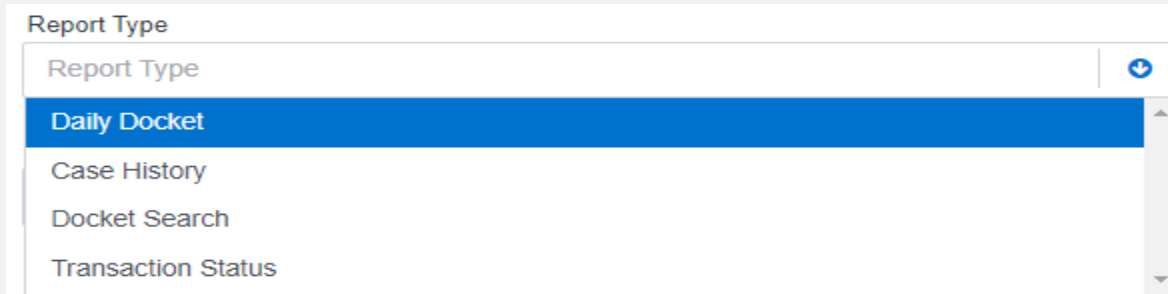 Report Type
Report Type
Daily Docket
Case History
Docket Search
Transaction Status